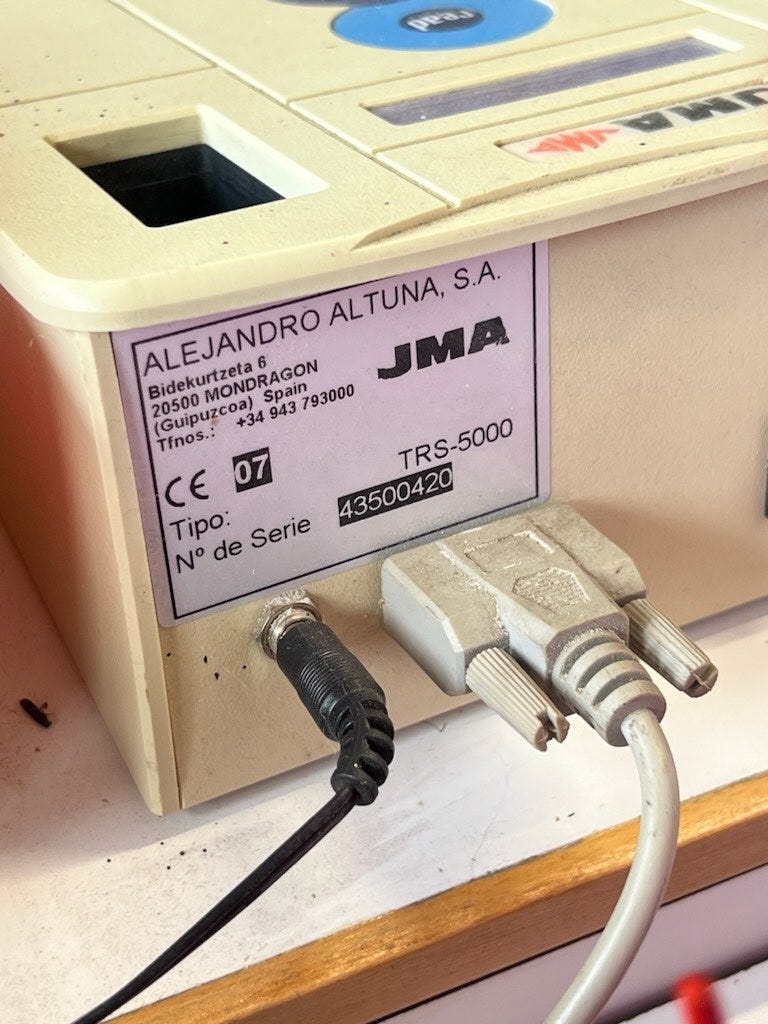 read
JMA
ALEJANDRO ALTUNA, S.A.
Bidekurtzeta 6
20500 MONDRAGON
(Guipuzcoa) Spain
Tfnos.: +34 943 793000
JMA
CE 07
Tipo: TRS-5000
Nº de Serie 43500420